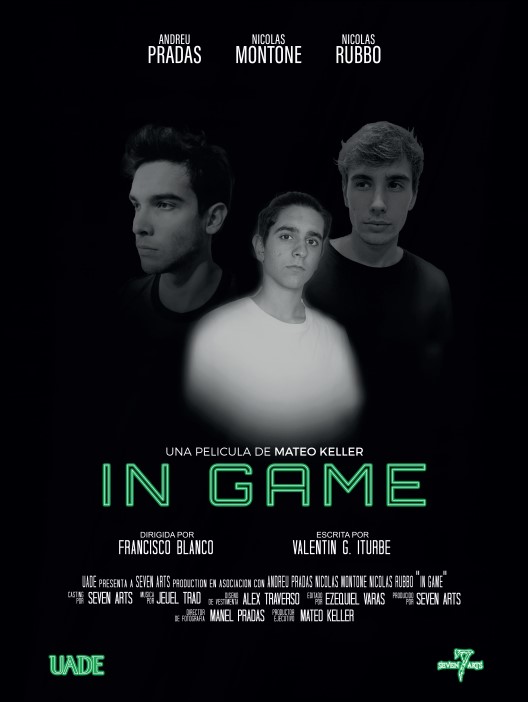 ANDREU NICOLAS NICOLAS
PRADAS MONTONE RUBBO
UNA PELICULA DE MATEO KELLER
IN GAME
DIRIGIDA POR ESCRITA POR
FRANCISCO BLANCO VALENTIN G. ITURBE
UADE PRESENTA A SEVEN ARTS PRODUCTION EN ASOCIACION CON ANDREU PRADAS NICOLAS MONTONE NICOLAS RUBBO "IN GAME"
CASTING POR SEVEN ARTS MUSICA POR JEUEL TRAD DISEÑO DE VESTIMENTA ALEX TRAVERSO EDITADO POR EZEQUIEL VARAS PRODUCIDO POR SEVEN ARTS
DIRECTOR DE FOTOGRAFÍA MANEL PRADAS PRODUCTOR EJECUTIVO MATEO KELLER
UADE SEVEN 7 ARTS